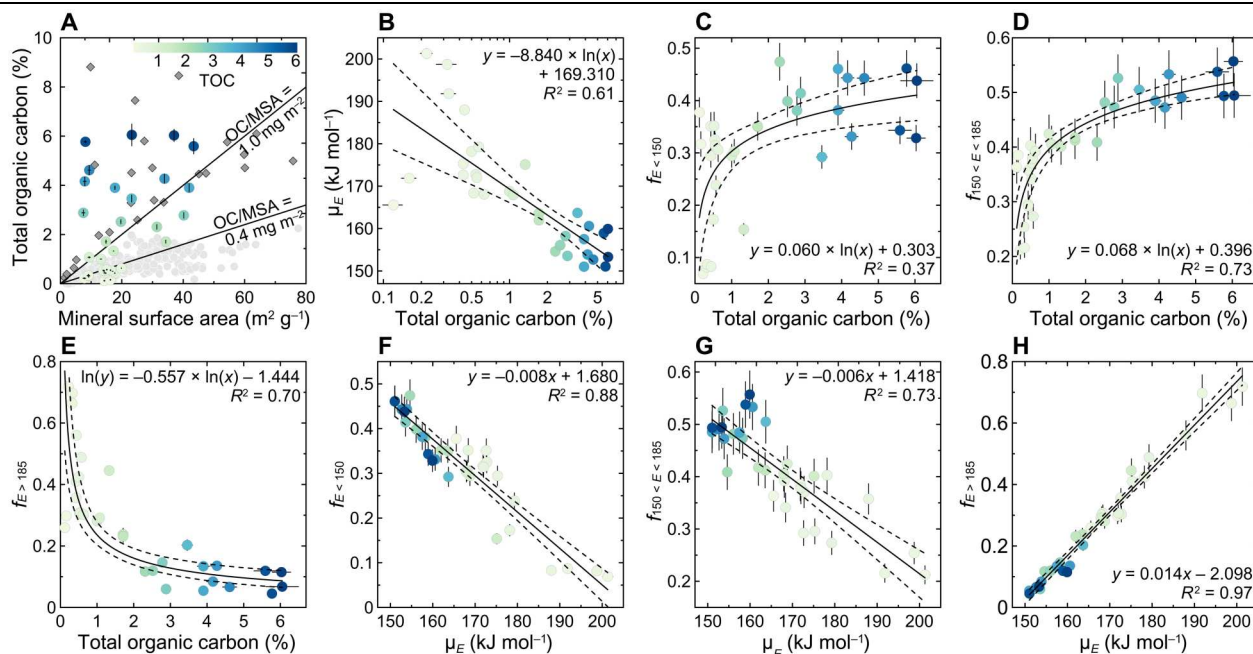 A
10
8
6
4
2
0
Total organic carbon (%)
1 2 3 4 5 6
TOC
OC/MSA =
1.0 mg m⁻²
OC/MSA =
0.4 mg m⁻²
0 20 40 60 80
Mineral surface area (m² g⁻¹)
B
200
190
180
170
160
150
μE (kJ mol⁻¹)
y = –8.840 × ln(x)
+ 169.310
R² = 0.61
0.1 0.2 0.5 1.0 2 5
Total organic carbon (%)
C
0.5
0.4
0.3
0.2
0.1
fE < 150
y = 0.060 × ln(x) + 0.303
R² = 0.37
0 1 2 3 4 5 6
Total organic carbon (%)
D
0.6
0.5
0.4
0.3
0.2
f150 < E < 185
y = 0.068 × ln(x) + 0.396
R² = 0.73
0 1 2 3 4 5 6
Total organic carbon (%)
E
0.8
0.6
0.4
0.2
0
fE > 185
ln(y) = –0.557 × ln(x) – 1.444
R² = 0.70
0 1 2 3 4 5 6
Total organic carbon (%)
F
0.6
0.5
0.4
0.3
0.2
0.1
0
fE < 150
y = –0.008x + 1.680
R² = 0.88
150 160 170 180 190 200
μE (kJ mol⁻¹)
G
0.6
0.5
0.4
0.3
0.2
f150 < E < 185
y = –0.006x + 1.418
R² = 0.73
150 160 170 180 190 200
μE (kJ mol⁻¹)
H
0.8
0.6
0.4
0.2
0
fE > 185
y = 0.014x – 2.098
R² = 0.97
150 160 170 180 190 200
μE (kJ mol⁻¹)